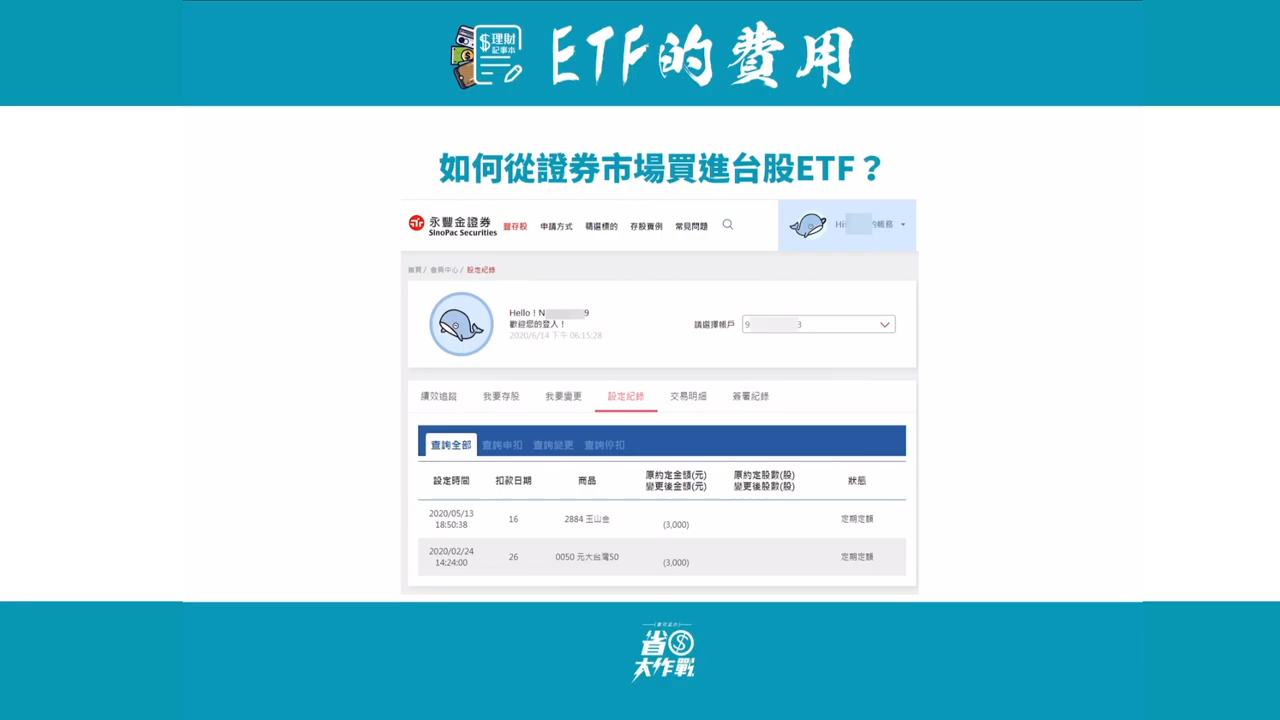 $理財
記事本
ETF的費用
如何從證券市場買進台股ETF？
永豐金證券
SinoPac Securities
豐存股 申請方式 精選標的 存股實例 常見問題
Hi 的帳務
首頁 / 會員中心 / 設定紀錄
Hello！N 9
歡迎您的登入！
2020/6/14 下午 06:15:28
請選擇帳戶 9 3
績效追蹤 我要存股 我要變更 設定紀錄 交易明細 簽署紀錄
查詢全部 查詢申扣 查詢變更 查詢停扣
設定時間 扣款日期 商品 原約定金額(元) 變更後金額(元) 原約定股數(股) 變更後股數(股) 狀態
2020/05/13 18:50:38 16 2884 玉山金 (3,000) 定期定額
2020/02/24 14:24:00 26 0050 元大台灣50 (3,000) 定期定額
省
大作戰